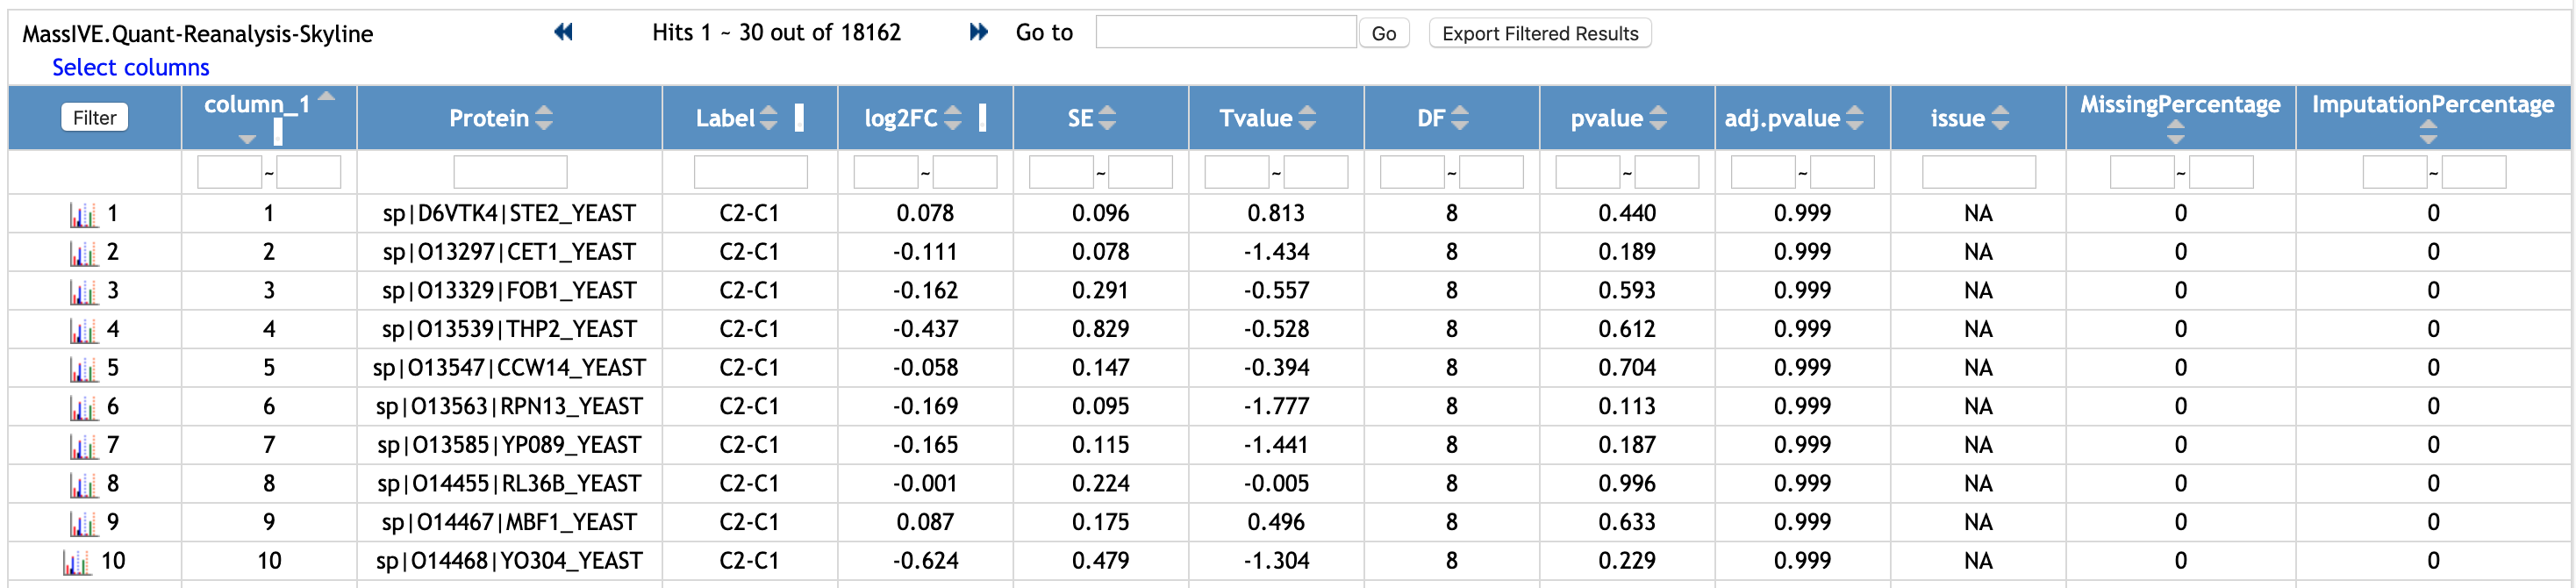 MassIVE.Quant-Reanalysis-Skyline Hits 1 ~ 30 out of 18162 Go to Go Export Filtered Results
Select columns
Filter column_1 Protein Label log2FC SE Tvalue DF pvalue adj.pvalue issue MissingPercentage ImputationPercentage
~ ~ ~ ~ ~ ~ ~ ~ ~
1 1 sp|D6VTK4|STE2_YEAST C2-C1 0.078 0.096 0.813 8 0.440 0.999 NA 0 0
2 2 sp|O13297|CET1_YEAST C2-C1 -0.111 0.078 -1.434 8 0.189 0.999 NA 0 0
3 3 sp|O13329|FOB1_YEAST C2-C1 -0.162 0.291 -0.557 8 0.593 0.999 NA 0 0
4 4 sp|O13539|THP2_YEAST C2-C1 -0.437 0.829 -0.528 8 0.612 0.999 NA 0 0
5 5 sp|O13547|CCW14_YEAST C2-C1 -0.058 0.147 -0.394 8 0.704 0.999 NA 0 0
6 6 sp|O13563|RPN13_YEAST C2-C1 -0.169 0.095 -1.777 8 0.113 0.999 NA 0 0
7 7 sp|O13585|YP089_YEAST C2-C1 -0.165 0.115 -1.441 8 0.187 0.999 NA 0 0
8 8 sp|O14455|RL36B_YEAST C2-C1 -0.001 0.224 -0.005 8 0.996 0.999 NA 0 0
9 9 sp|O14467|MBF1_YEAST C2-C1 0.087 0.175 0.496 8 0.633 0.999 NA 0 0
10 10 sp|O14468|YO304_YEAST C2-C1 -0.624 0.479 -1.304 8 0.229 0.999 NA 0 0